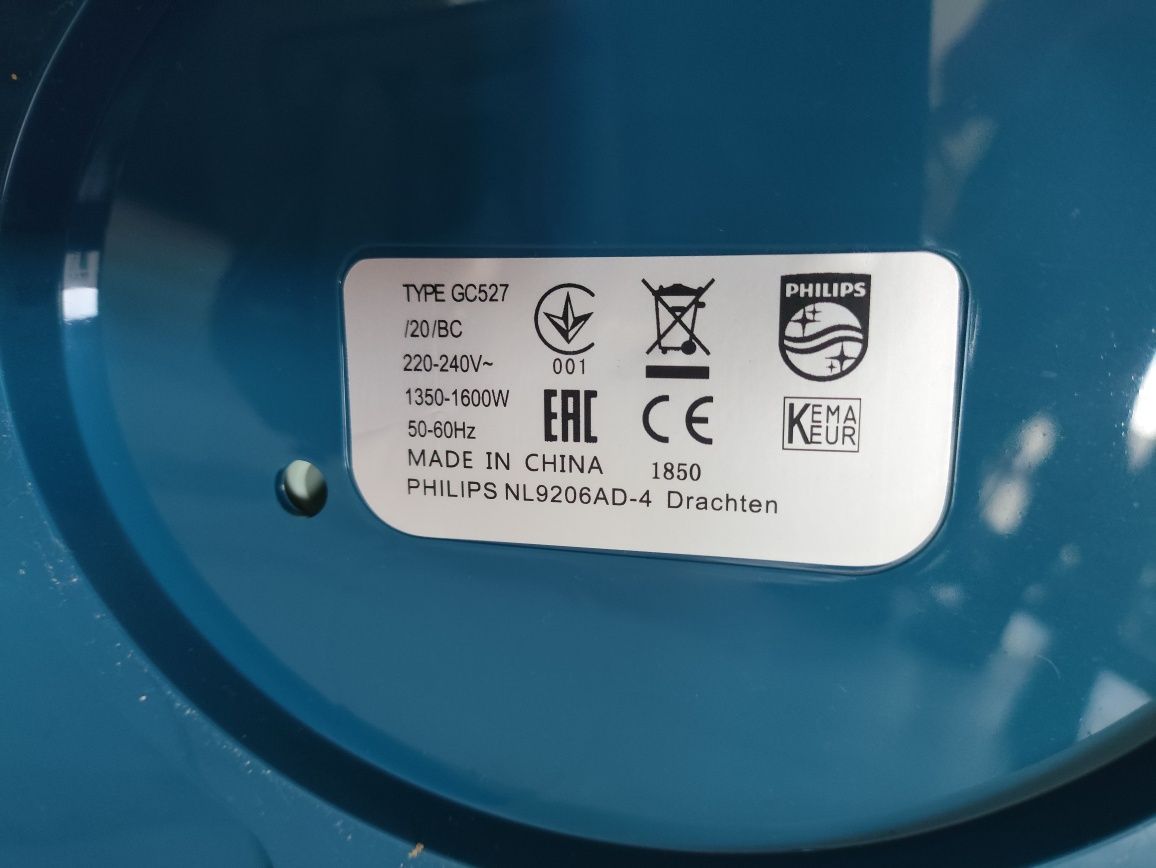 TYPE GC527
/20/BC
220-240V~
1350-1600W
50-60Hz
MADE IN CHINA
PHILIPS NL9206AD-4 Drachten
001
EAC
CE
1850
PHILIPS
KEMA
KEUR